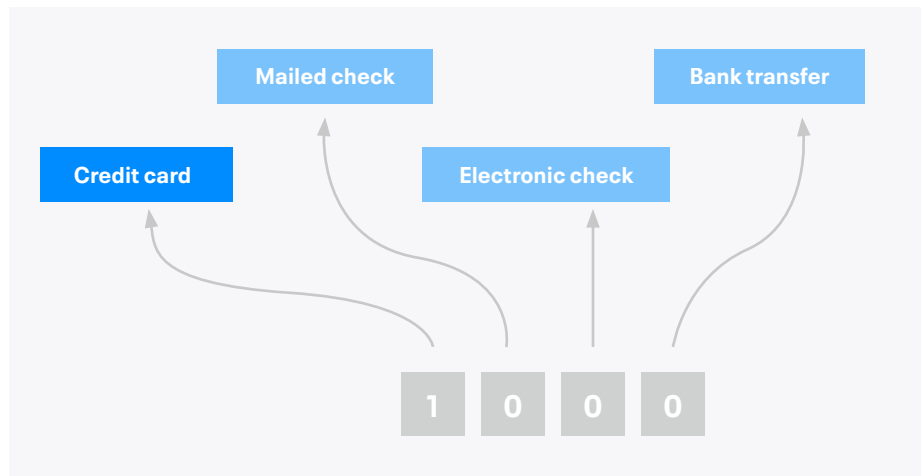 Mailed check
Bank transfer
Credit card
Electronic check
1 0 0 0